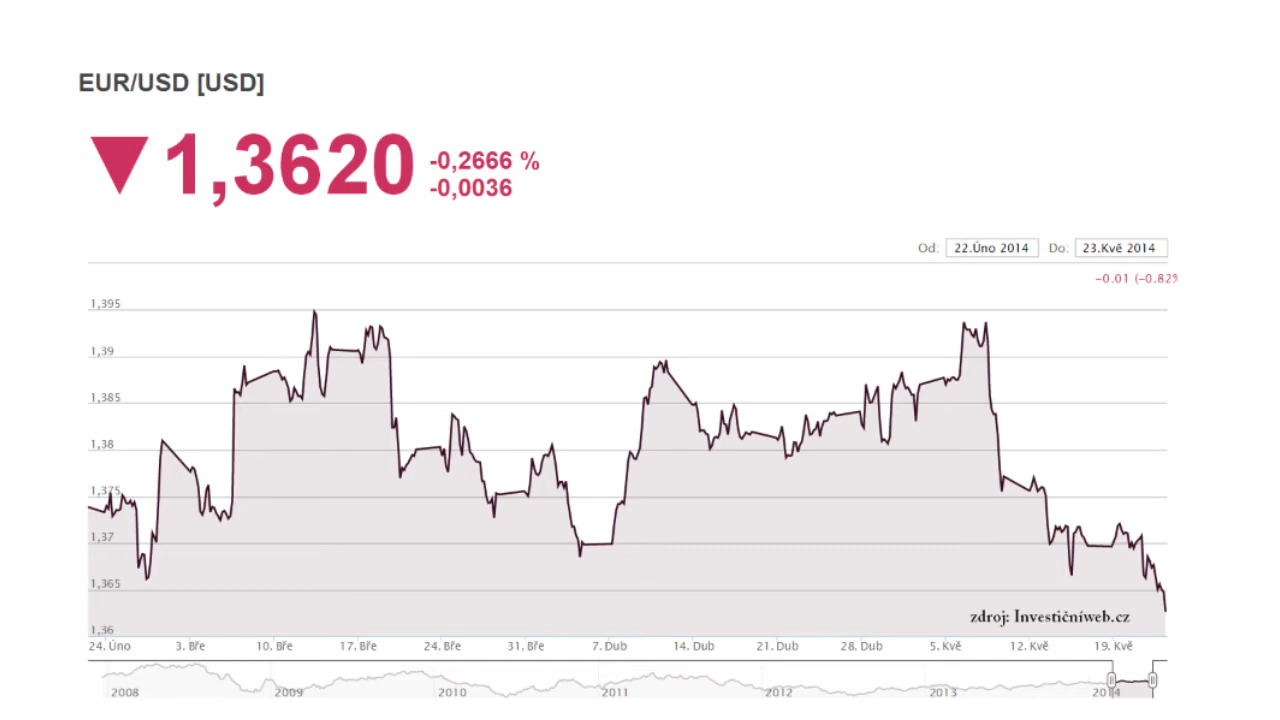 EUR/USD [USD]
▼1,3620
-0,2666 %
-0,0036
Od: 22.Úno 2014 Do: 23.Kvě 2014
-0.01 (-0.82%
1,395
1,39
1,385
1,38
1,375
1,37
1,365
1,36
zdroj: Investičníweb.cz
24. Úno 3. Bře 10. Bře 17. Bře 24. Bře 31. Bře 7. Dub 14. Dub 21. Dub 28. Dub 5. Kvě 12. Kvě 19. Kvě
2008 2009 2010 2011 2012 2013 2014